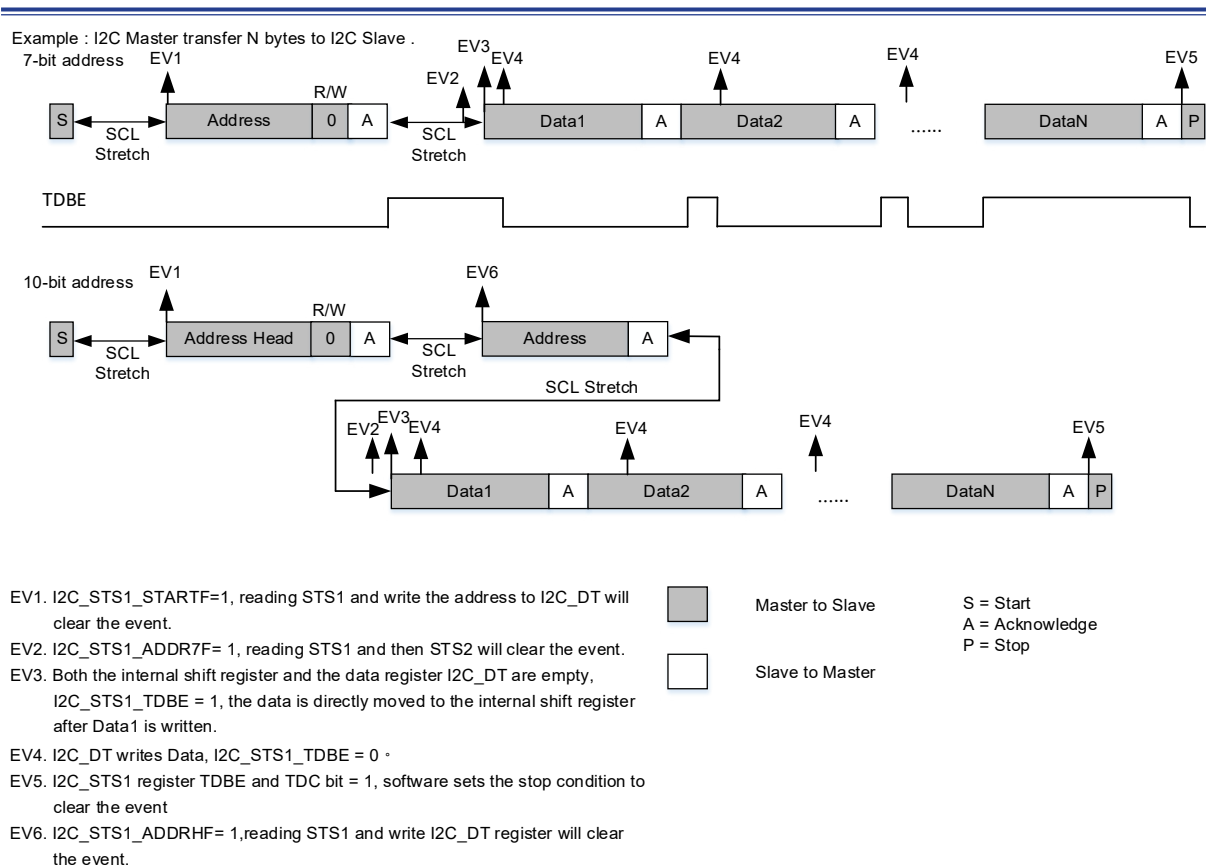 Example : I2C Master transfer N bytes to I2C Slave .
7-bit address
EV1
EV2
EV3
EV4
EV4
EV4
EV5
R/W
S
SCL
Stretch
Address
0
A
SCL
Stretch
Data1
A
Data2
A
......
DataN
A
P
TDBE
10-bit address
EV1
EV6
R/W
S
SCL
Stretch
Address Head
0
A
SCL
Stretch
Address
A
SCL Stretch
EV2
EV3
EV4
EV4
EV4
EV5
Data1
A
Data2
A
......
DataN
A
P
EV1. I2C_STS1_STARTF=1, reading STS1 and write the address to I2C_DT will
clear the event.
EV2. I2C_STS1_ADDR7F= 1, reading STS1 and then STS2 will clear the event.
EV3. Both the internal shift register and the data register I2C_DT are empty,
I2C_STS1_TDBE = 1, the data is directly moved to the internal shift register
after Data1 is written.
EV4. I2C_DT writes Data, I2C_STS1_TDBE = 0。
EV5. I2C_STS1 register TDBE and TDC bit = 1, software sets the stop condition to
clear the event
EV6. I2C_STS1_ADDRHF= 1,reading STS1 and write I2C_DT register will clear
the event.
Master to Slave
Slave to Master
S = Start
A = Acknowledge
P = Stop